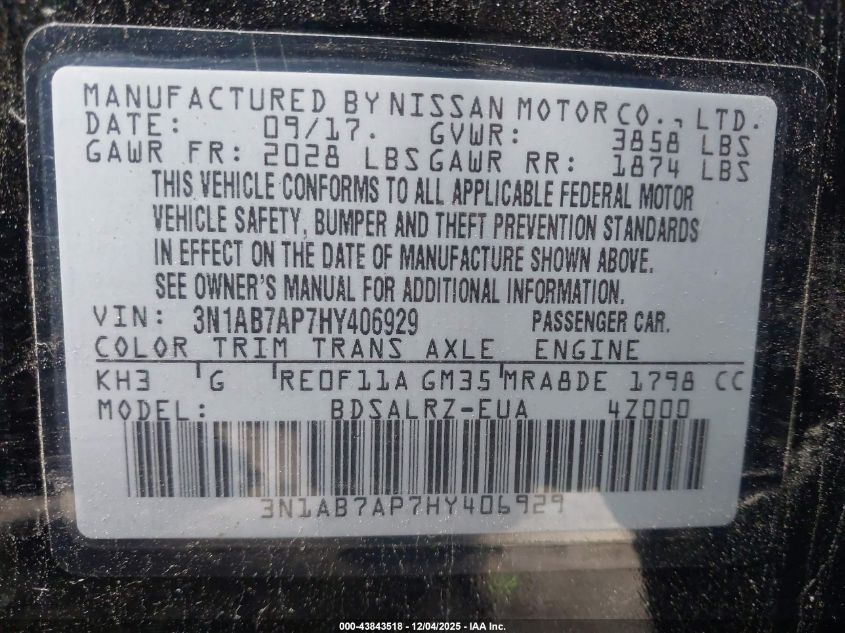 MANUFACTURED BY NISSAN MOTOR CO., LTD.
DATE: 09/17. GVWR: 3858 LBS
GAWR FR: 2028 LBS GAWR RR: 1874 LBS
THIS VEHICLE CONFORMS TO ALL APPLICABLE FEDERAL MOTOR
VEHICLE SAFETY, BUMPER AND THEFT PREVENTION STANDARDS
IN EFFECT ON THE DATE OF MANUFACTURE SHOWN ABOVE.
SEE OWNER'S MANUAL FOR ADDITIONAL INFORMATION.
VIN: 3N1AB7AP7HY406929 PASSENGER CAR.
COLOR TRIM TRANS AXLE ENGINE
KH3 G RE0F11A GM35 MRA8DE 1798 CC
MODEL: BDSALRZ-EUA 4Z000
3N1AB7AP7HY406929
000-43843518 - 12/04/2025 - IAA Inc.